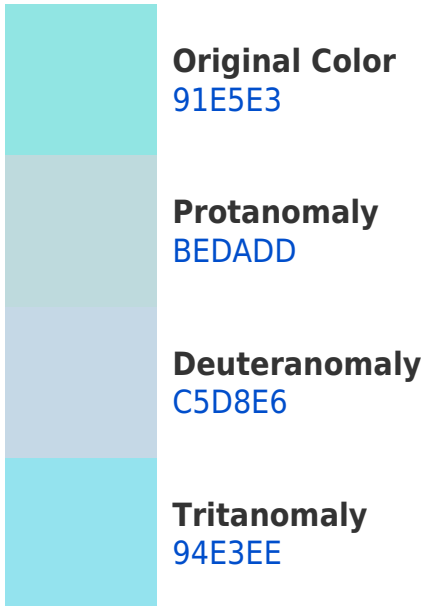 Original Color
91E5E3
Protanomaly
BEDADD
Deuteranomaly
C5D8E6
Tritanomaly
94E3EE